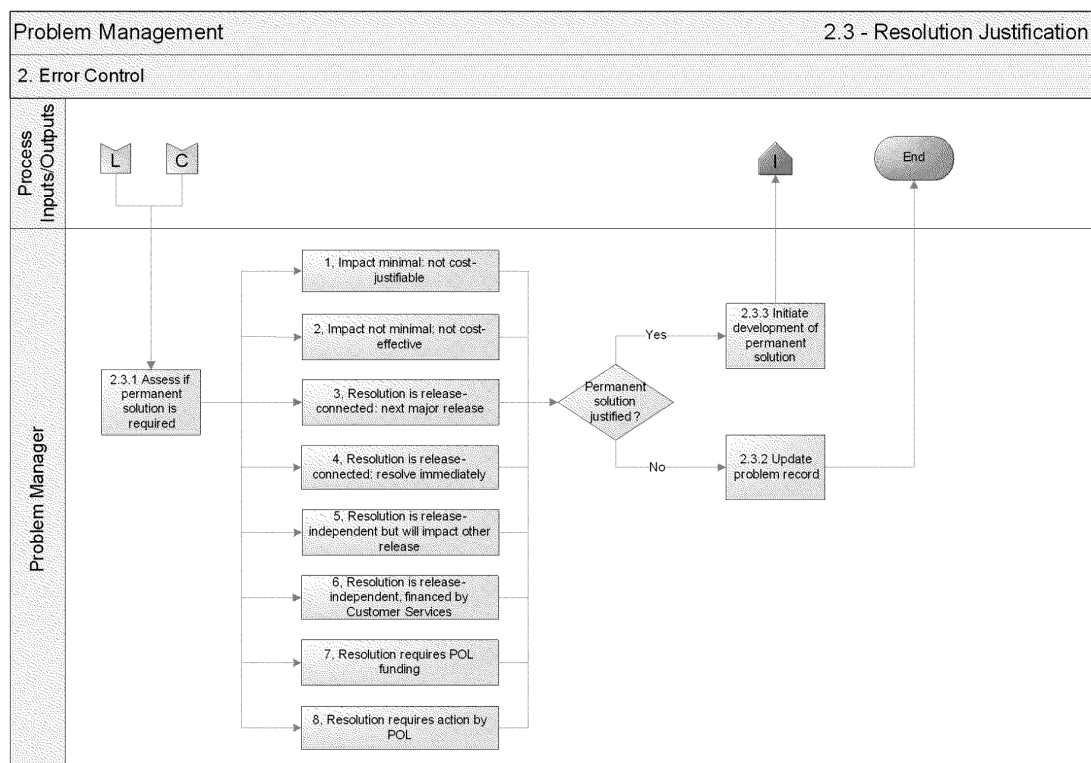 Problem Management
2.3 - Resolution Justification
2. Error Control
Process
Inputs/Outputs
L
C
I
End
Problem Manager
2.3.1 Assess if
permanent
solution is
required
1, Impact minimal: not cost-
justifiable
2, Impact not minimal: not cost-
effective
3, Resolution is release-
connected: next major release
4, Resolution is release-
connected: resolve immediately
5, Resolution is release-
independent but will impact other
release
6, Resolution is release-
independent, financed by
Customer Services
7, Resolution requires POL
funding
8, Resolution requires action by
POL
Permanent
solution
justified ?
Yes
No
2.3.3 Initiate
development of
permanent
solution
2.3.2 Update
problem record